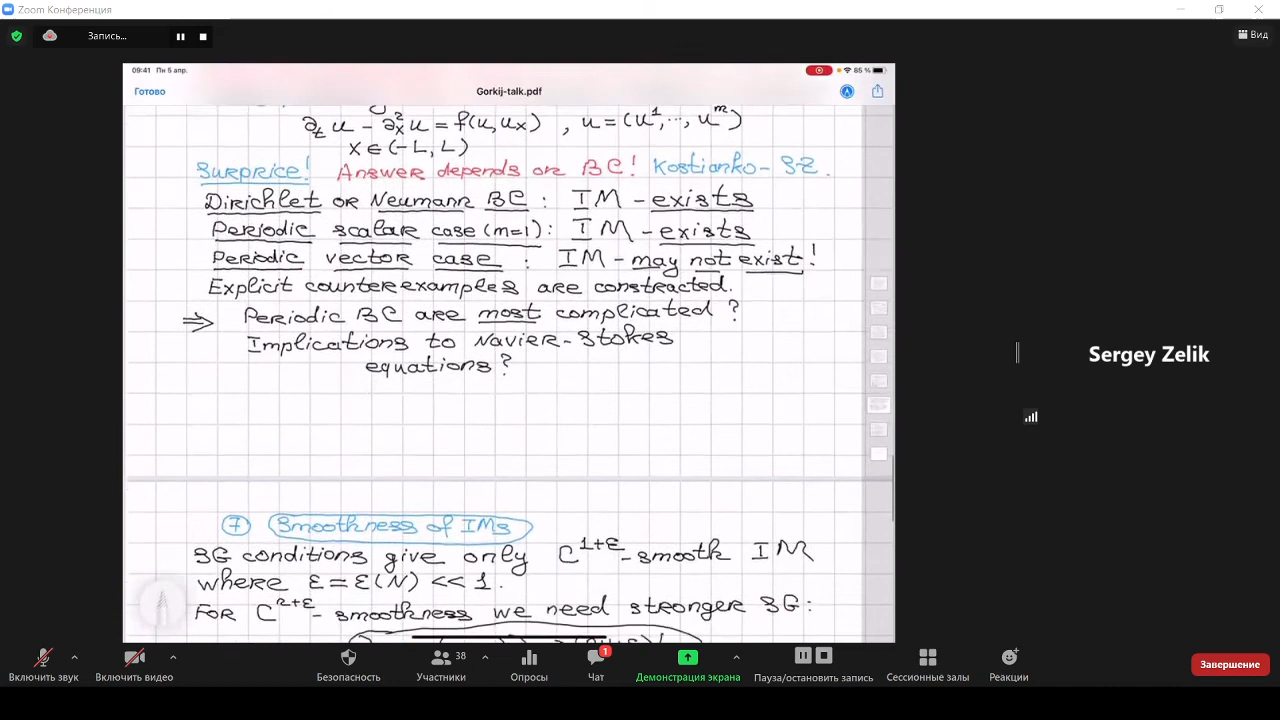 Zoom Конференция
Запись...
Вид
09:41 Пн 5 апр.
85 %
Готово
Gorkij-talk.pdf
∂ₜu - ∂ₓ²u = f(u, uₓ) , u = (u¹, .., uᵐ)
x ∈ (-L, L)
Surprice! Answer depends on BC! Kostianko - SZ.
Dirichlet or Neumann BC : IM - exists
Periodic scalar case (m=1): IM - exists
Periodic vector case : IM - may not exist!
Explicit counterexamples are constracted.
⇒ Periodic BC are most complicated?
Implications to Navier-Stokes
equations?
Sergey Zelik
7 Smoothness of IMs
SG conditions give only C^{1+ε}-smooth IM
where ε = ε(N) << 1.
For C^{2+ε}-smoothness we need stronger SG:
Включить звук
Включить видео
Безопасность
38
Участники
Опросы
1
Чат
Демонстрация экрана
Пауза/остановить запись
Сессионные залы
Реакции
Завершение